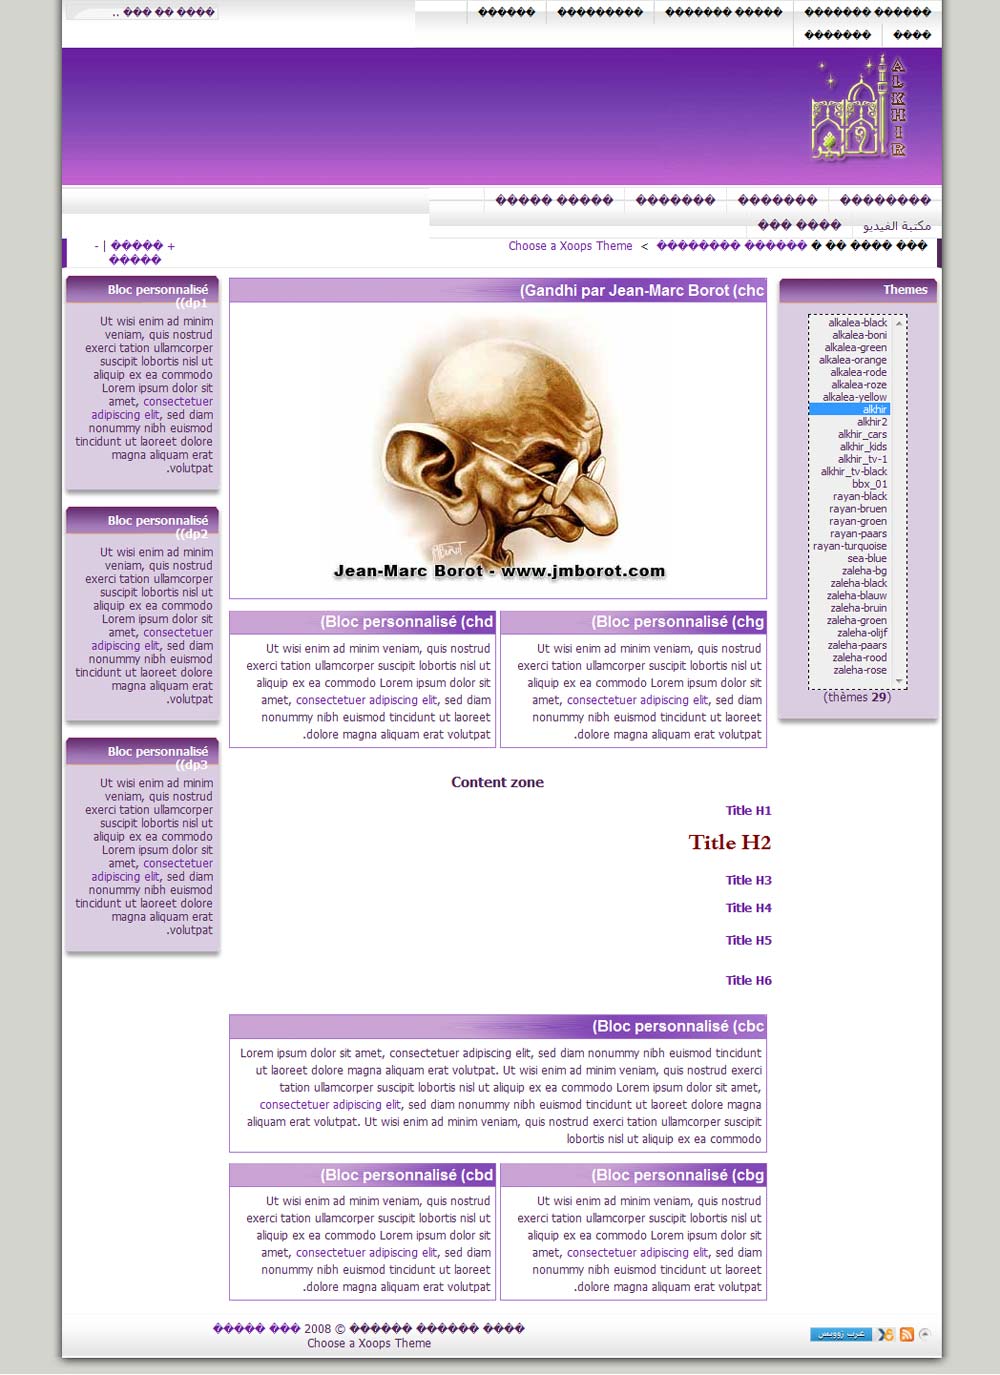 ALKHIR
مكتبة الفيديو
Choose a Xoops Theme <
Bloc personnalisé
((dp1
Ut wisi enim ad minim
veniam, quis nostrud
exerci tation ullamcorper
suscipit lobortis nisl ut
aliquip ex ea commodo
Lorem ipsum dolor sit
amet, consectetuer
adipiscing elit, sed diam
nonummy nibh euismod
tincidunt ut laoreet dolore
magna aliquam erat
.volutpat
Bloc personnalisé
((dp2
Ut wisi enim ad minim
veniam, quis nostrud
exerci tation ullamcorper
suscipit lobortis nisl ut
aliquip ex ea commodo
Lorem ipsum dolor sit
amet, consectetuer
adipiscing elit, sed diam
nonummy nibh euismod
tincidunt ut laoreet dolore
magna aliquam erat
.volutpat
Bloc personnalisé
((dp3
Ut wisi enim ad minim
veniam, quis nostrud
exerci tation ullamcorper
suscipit lobortis nisl ut
aliquip ex ea commodo
Lorem ipsum dolor sit
amet, consectetuer
adipiscing elit, sed diam
nonummy nibh euismod
tincidunt ut laoreet dolore
magna aliquam erat
.volutpat
(Gandhi par Jean-Marc Borot (chc
Jean-Marc Borot - www.jmborot.com
(Bloc personnalisé (chd
Ut wisi enim ad minim veniam, quis nostrud
exerci tation ullamcorper suscipit lobortis nisl ut
aliquip ex ea commodo Lorem ipsum dolor sit
amet, consectetuer adipiscing elit, sed diam
nonummy nibh euismod tincidunt ut laoreet
.dolore magna aliquam erat volutpat
(Bloc personnalisé (chg
Ut wisi enim ad minim veniam, quis nostrud
exerci tation ullamcorper suscipit lobortis nisl ut
aliquip ex ea commodo Lorem ipsum dolor sit
amet, consectetuer adipiscing elit, sed diam
nonummy nibh euismod tincidunt ut laoreet
.dolore magna aliquam erat volutpat
Content zone
Title H1
Title H2
Title H3
Title H4
Title H5
Title H6
(Bloc personnalisé (cbc
Lorem ipsum dolor sit amet, consectetuer adipiscing elit, sed diam nonummy nibh euismod tincidunt
ut laoreet dolore magna aliquam erat volutpat. Ut wisi enim ad minim veniam, quis nostrud exerci
tation ullamcorper suscipit lobortis nisl ut aliquip ex ea commodo Lorem ipsum dolor sit amet,
consectetuer adipiscing elit, sed diam nonummy nibh euismod tincidunt ut laoreet dolore magna
aliquam erat volutpat. Ut wisi enim ad minim veniam, quis nostrud exerci tation ullamcorper suscipit
lobortis nisl ut aliquip ex ea commodo
(Bloc personnalisé (cbd
Ut wisi enim ad minim veniam, quis nostrud
exerci tation ullamcorper suscipit lobortis nisl ut
aliquip ex ea commodo Lorem ipsum dolor sit
amet, consectetuer adipiscing elit, sed diam
nonummy nibh euismod tincidunt ut laoreet
.dolore magna aliquam erat volutpat
(Bloc personnalisé (cbg
Ut wisi enim ad minim veniam, quis nostrud
exerci tation ullamcorper suscipit lobortis nisl ut
aliquip ex ea commodo Lorem ipsum dolor sit
amet, consectetuer adipiscing elit, sed diam
nonummy nibh euismod tincidunt ut laoreet
.dolore magna aliquam erat volutpat
Themes
alkalea-black
alkalea-boni
alkalea-green
alkalea-orange
alkalea-rode
alkalea-roze
alkalea-yellow
alkhir
alkhir2
alkhir_cars
alkhir_kids
alkhir_tv-1
alkhir_tv-black
bbx_01
rayan-black
rayan-bruen
rayan-groen
rayan-paars
rayan-turquoise
sea-blue
zaleha-bg
zaleha-black
zaleha-blauw
zaleha-bruin
zaleha-groen
zaleha-olijf
zaleha-paars
zaleha-rood
zaleha-rose
(thèmes 29)
2008 ©
Choose a Xoops Theme
عرب زووبس